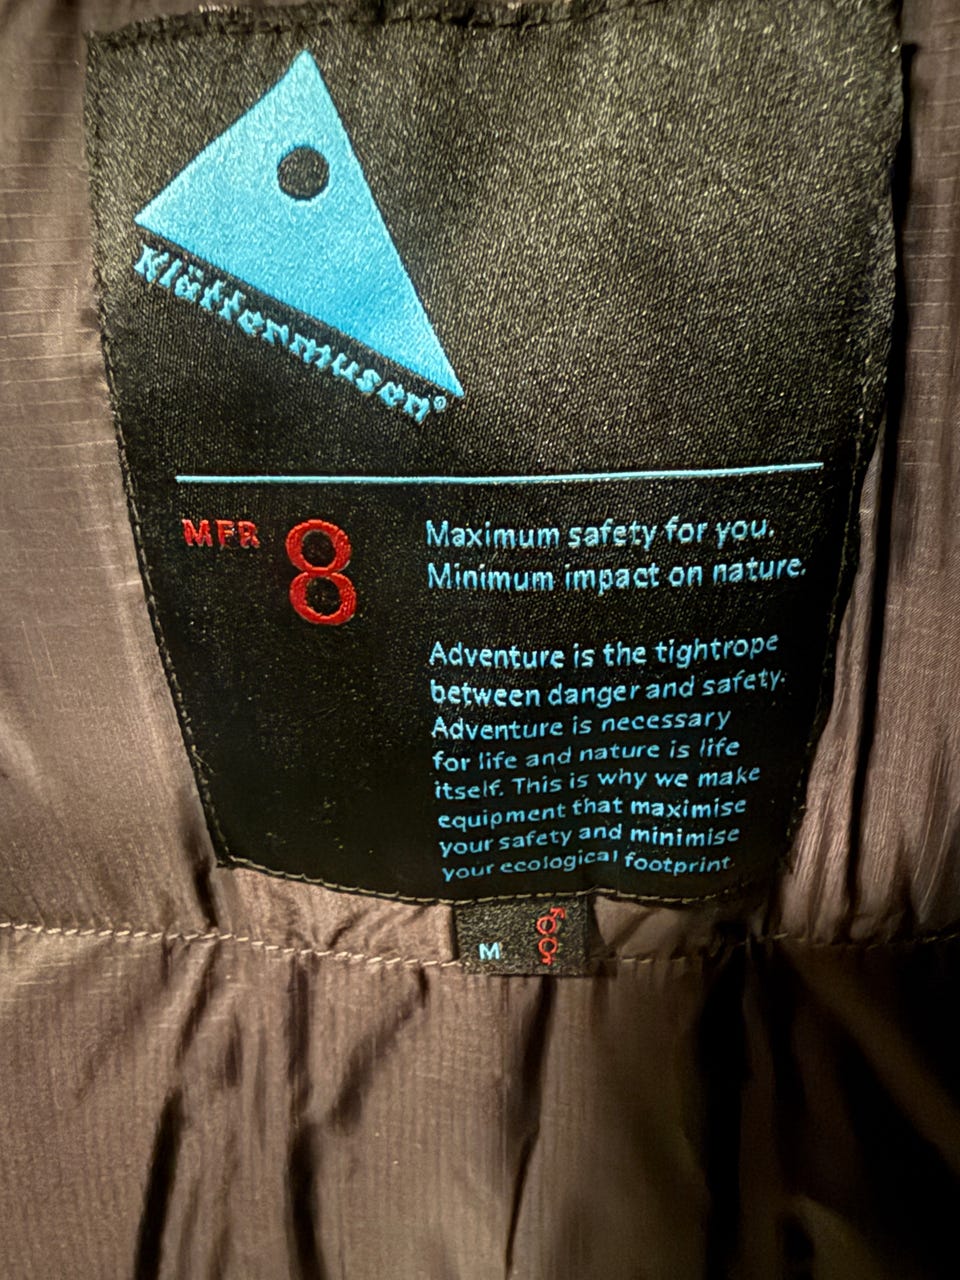 Klättermusen®
MFR 8
Maximum safety for you.
Minimum impact on nature.
Adventure is the tightrope
between danger and safety.
Adventure is necessary
for life and nature is life
itself. This is why we make
equipment that maximise
your safety and minimise
your ecological footprint
M